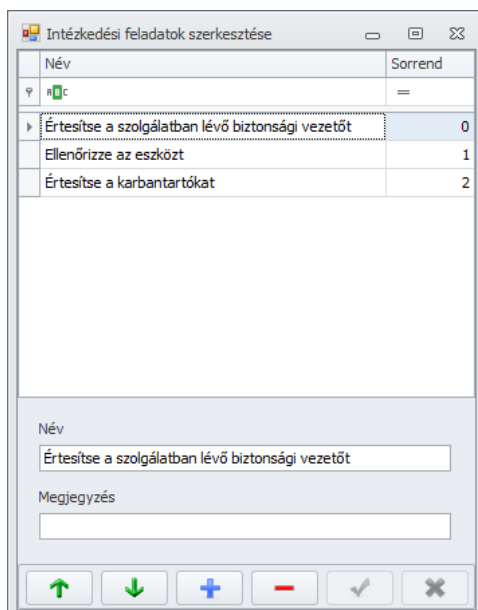 Intézkedési feladatok szerkesztése
Név Sorrend
ABC =
Értesítse a szolgálatban lévő biztonsági vezetőt 0
Ellenőrizze az eszközt 1
Értesítse a karbantartókat 2
Név
Értesítse a szolgálatban lévő biztonsági vezetőt
Megjegyzés